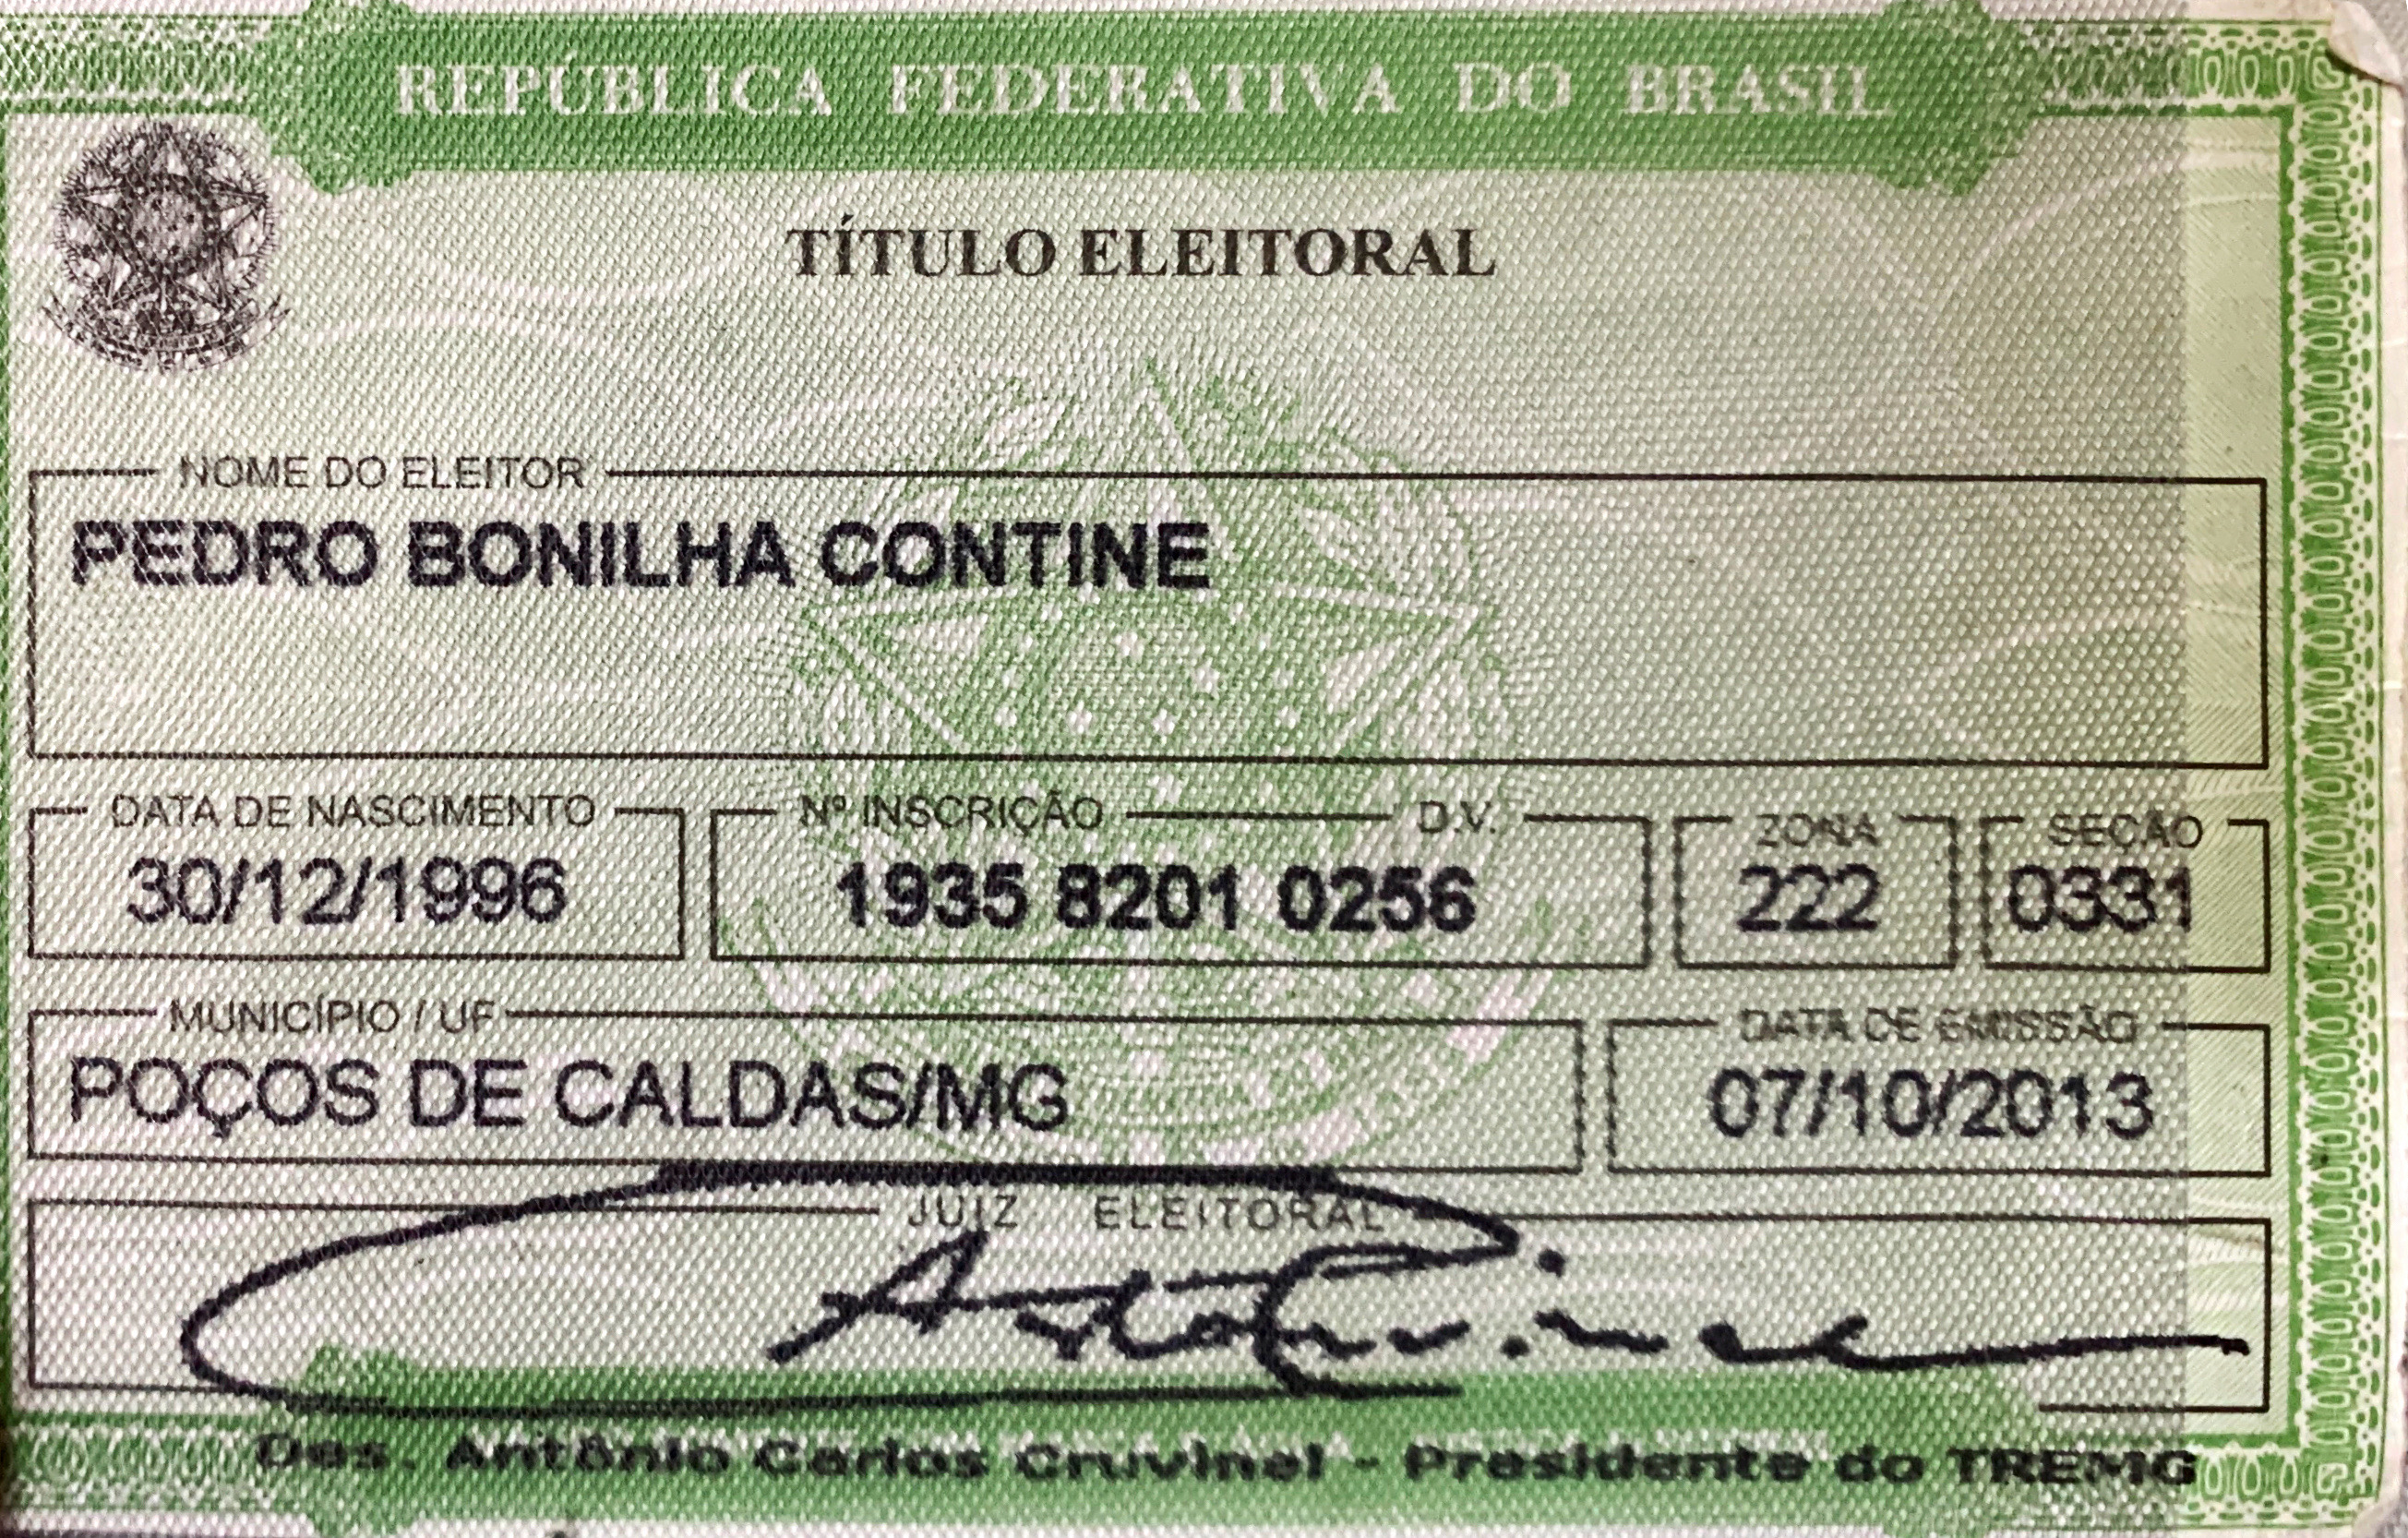 REPÚBLICA FEDERATIVA DO BRASIL
TÍTULO ELEITORAL
NOME DO ELEITOR
PEDRO BONILHA CONTINE
DATA DE NASCIMENTO Nº INSCRIÇÃO D.V. ZONA SEÇÃO
30/12/1996 1935 8201 0256 222 0331
MUNICÍPIO / UF DATA DE EMISSÃO
POÇOS DE CALDAS/MG 07/10/2013
JUIZ ELEITORAL
Des. Antônio Carlos Cruvinel - Presidente do TREMG